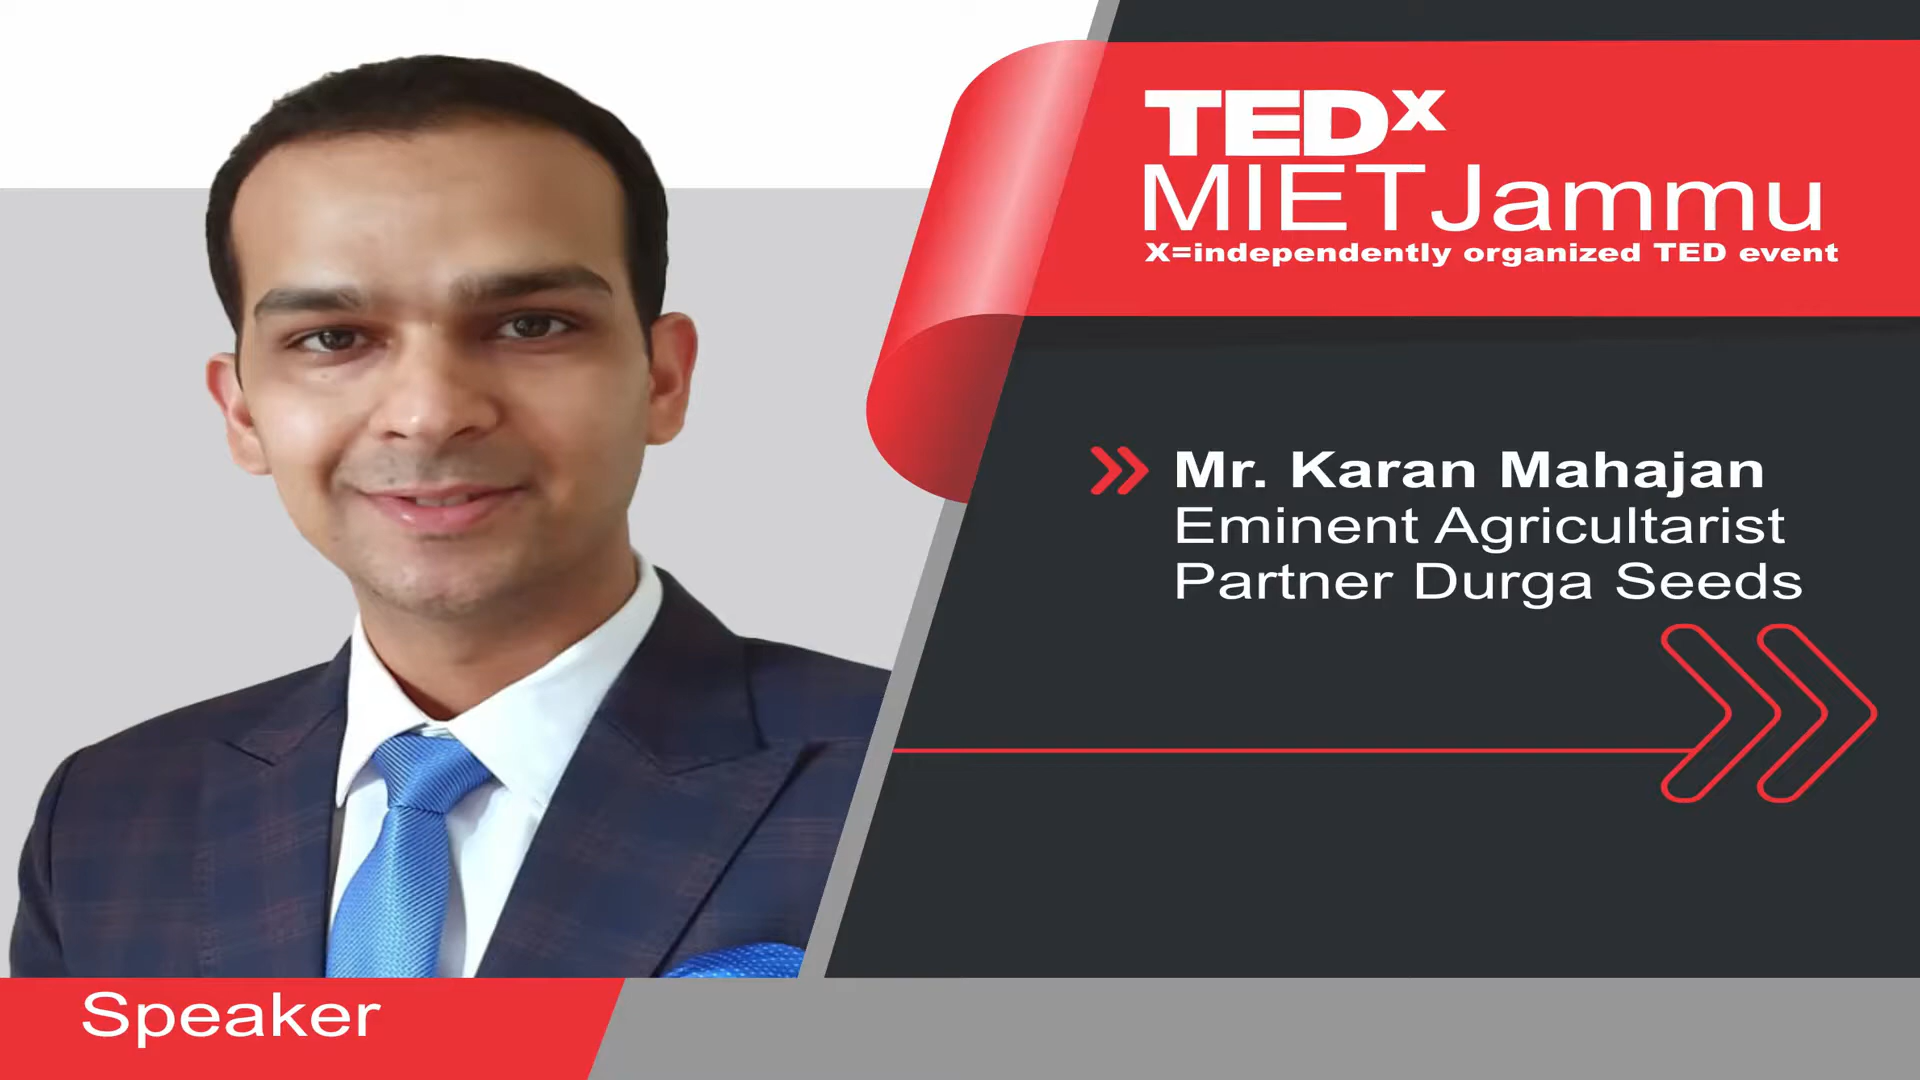 TEDx
MIETJammu
X=independently organized TED event
Mr. Karan Mahajan
Eminent Agricultarist
Partner Durga Seeds
Speaker